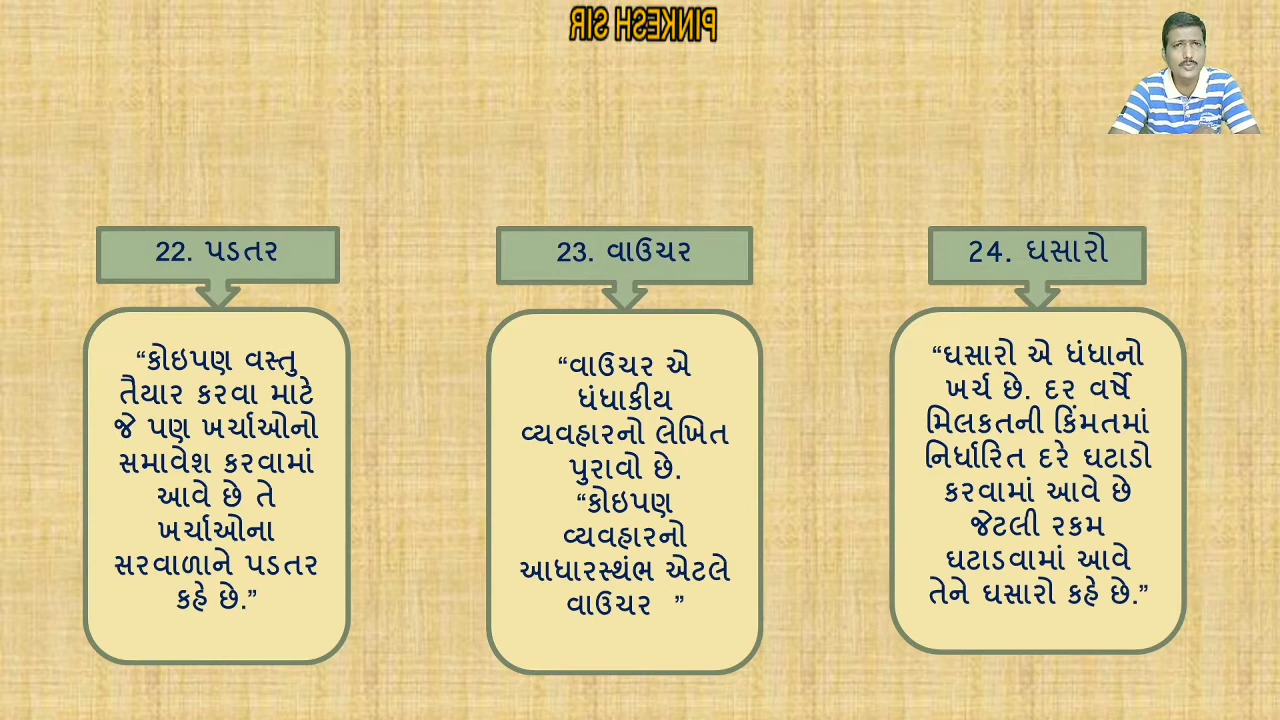 PINKESH SIR
22. પડતર
“કોઇપણ વસ્તુ
તૈયાર કરવા માટે
જે પણ ખર્ચાઓનો
સમાવેશ કરવામાં
આવે છે તે
ખર્ચાઓના
સરવાળાને પડતર
કહે છે.”
23. વાઉચર
“વાઉચર એ
ધંધાકીય
વ્યવહારનો લેખિત
પુરાવો છે.
“કોઇપણ
વ્યવહારનો
આધારસ્થંભ એટલે
વાઉચર ”
24. ઘસારો
“ઘસારો એ ધંધાનો
ખર્ચ છે. દર વર્ષે
મિલકતની કિંમતમાં
નિર્ધારિત દરે ઘટાડો
કરવામાં આવે છે
જેટલી રકમ
ઘટાડવામાં આવે
તેને ઘસારો કહે છે.”